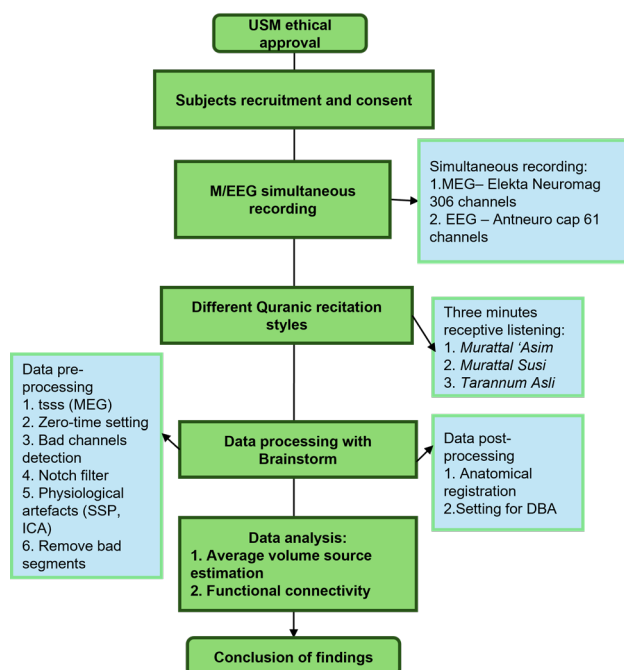 USM ethical
approval
Subjects recruitment and consent
M/EEG simultaneous
recording
Simultaneous recording:
1.MEG– Elekta Neuromag
306 channels
2. EEG – Antneuro cap 61
channels
Different Quranic recitation
styles
Three minutes
receptive listening:
1. Murattal ‘Asim
2. Murattal Susi
3. Tarannum Asli
Data pre-
processing
1. tsss (MEG)
2. Zero-time setting
3. Bad channels
detection
4. Notch filter
5. Physiological
artefacts (SSP,
ICA)
6. Remove bad
segments
Data processing with
Brainstorm
Data post-
processing
1. Anatomical
registration
2.Setting for DBA
Data analysis:
1. Average volume source
estimation
2. Functional connectivity
Conclusion of findings